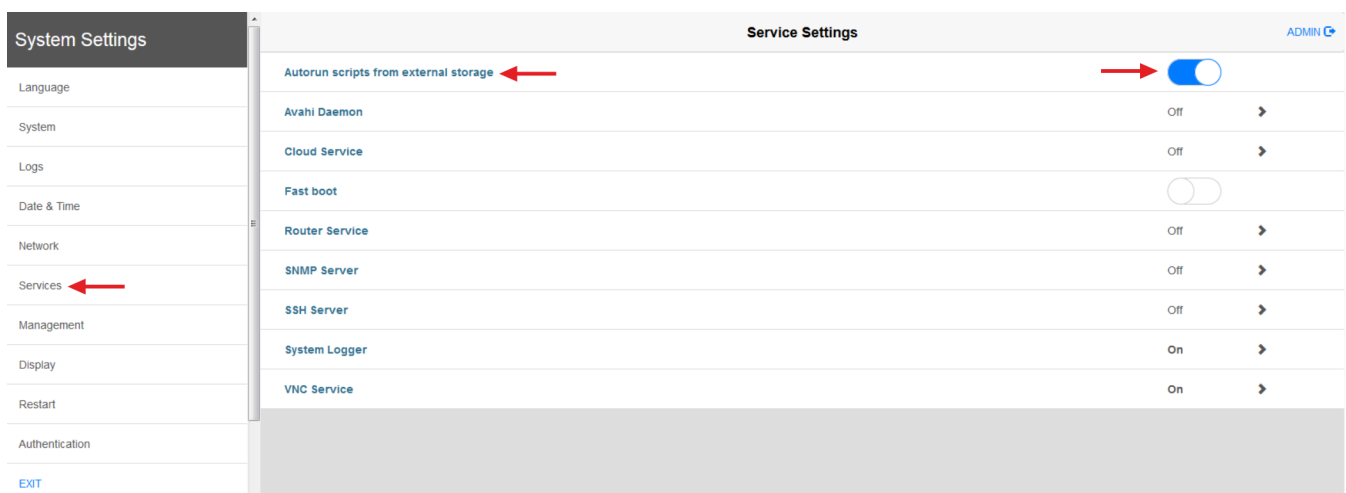 System Settings
Language
System
Logs
Date & Time
Network
Services
Management
Display
Restart
Authentication
EXIT
Service Settings
ADMIN
Autorun scripts from external storage
Avahi Daemon Off
Cloud Service Off
Fast boot
Router Service Off
SNMP Server Off
SSH Server Off
System Logger On
VNC Service On